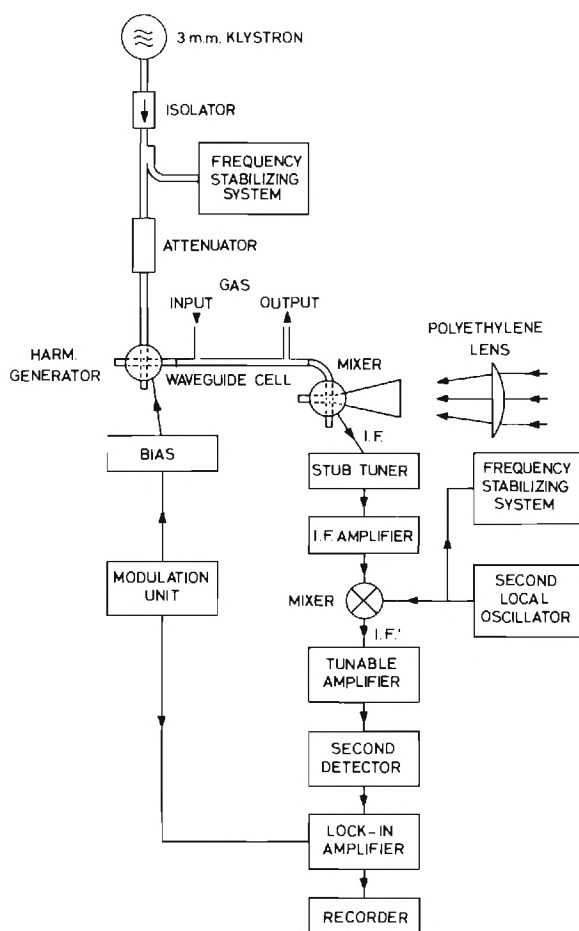 3 m.m. KLYSTRON
ISOLATOR
FREQUENCY
STABILIZING
SYSTEM
ATTENUATOR
GAS
INPUT
OUTPUT
HARM.
GENERATOR
WAVEGUIDE CELL
MIXER
POLYETHYLENE
LENS
I.F.
BIAS
STUB TUNER
FREQUENCY
STABILIZING
SYSTEM
I.F. AMPLIFIER
MODULATION
UNIT
MIXER
SECOND
LOCAL
OSCILLATOR
I.F.'
TUNABLE
AMPLIFIER
SECOND
DETECTOR
LOCK-IN
AMPLIFIER
RECORDER